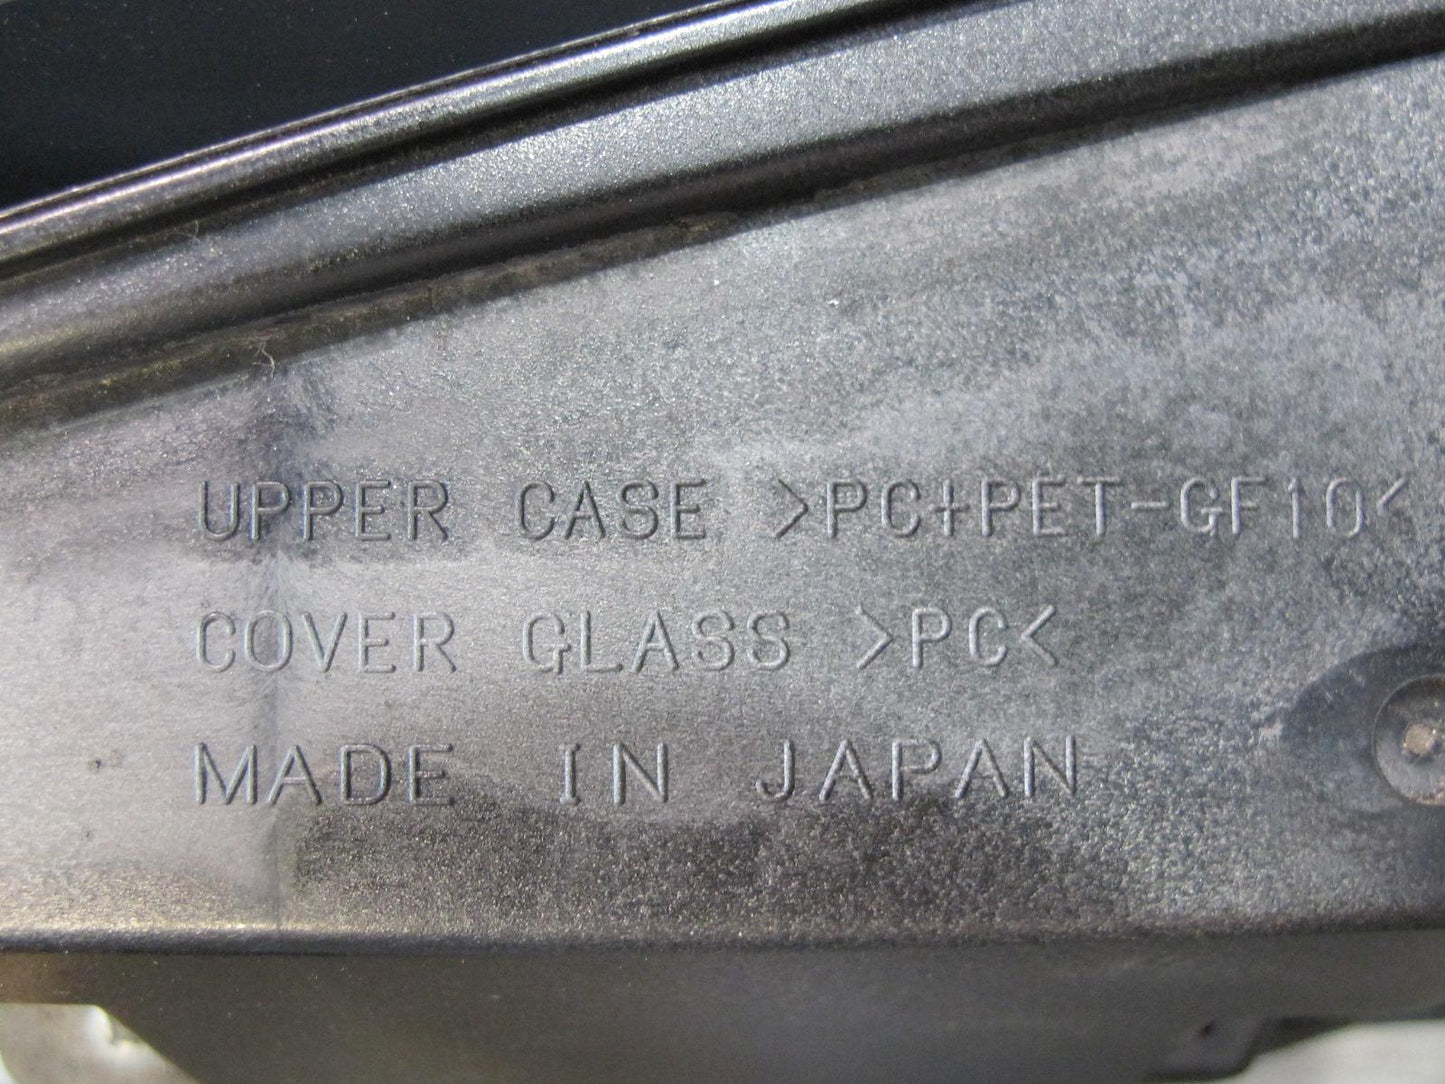 UPPER CASE >PC+PET-GF10<
COVER GLASS >PC<
MADE IN JAPAN